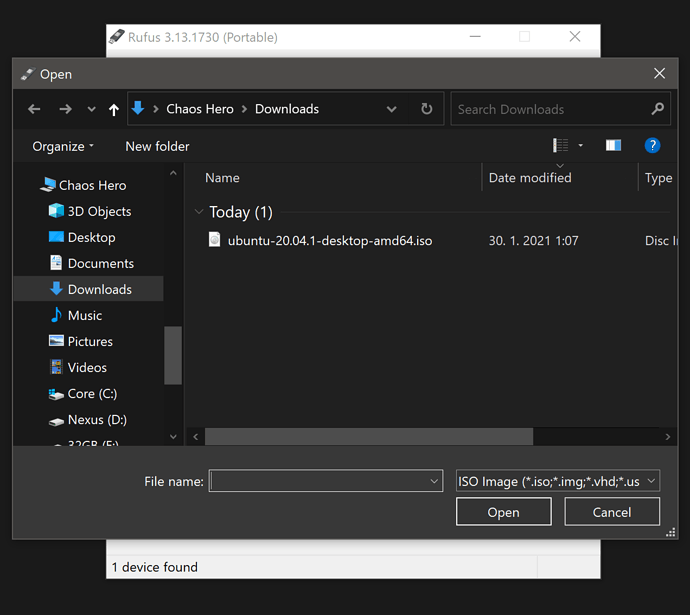 Rufus 3.13.1730 (Portable)
Open
Chaos Hero Downloads
Search Downloads
Organize New folder ?
Name Date modified Type
Chaos Hero
3D Objects
Desktop
Documents
Downloads
Music
Pictures
Videos
Core (C:)
Nexus (D:)
Today (1)
ubuntu-20.04.1-desktop-amd64.iso 30. 1. 2021 1:07 Disc
File name:
ISO Image (*.iso;*.img;*.vhd;*.us
Open Cancel
1 device found